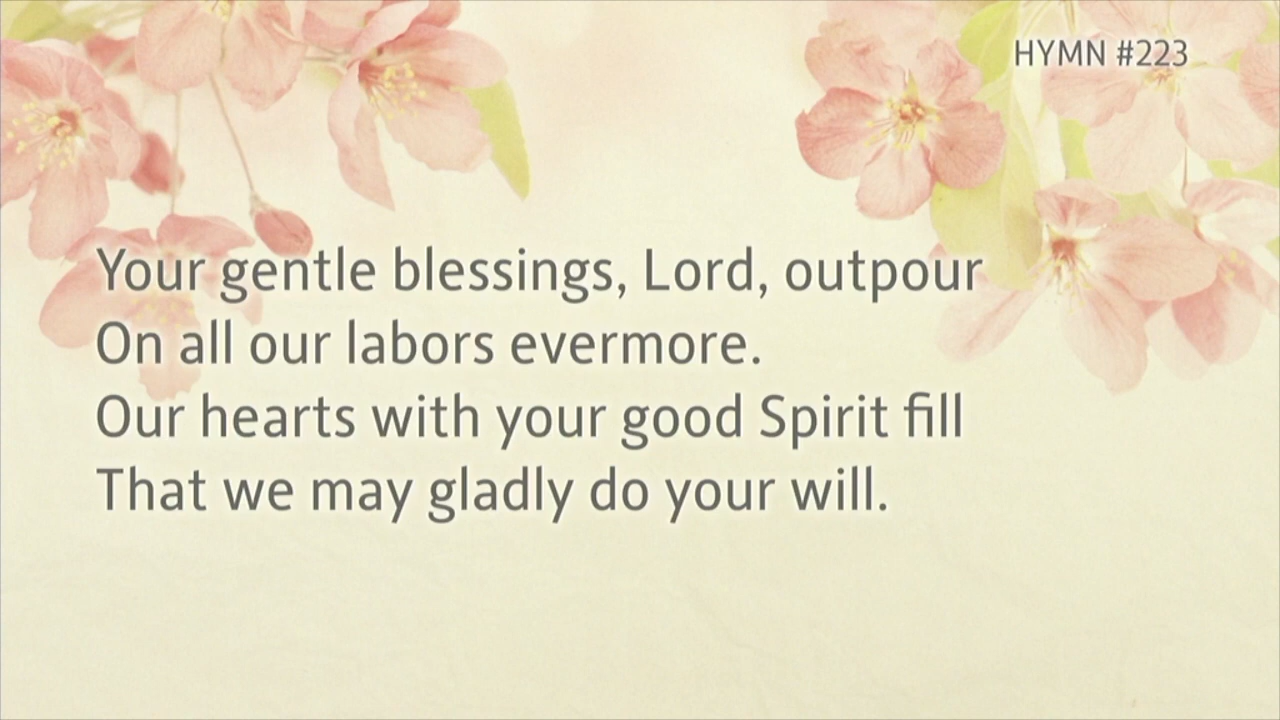 HYMN #223
Your gentle blessings, Lord, outpour
On all our labors evermore.
Our hearts with your good Spirit fill
That we may gladly do your will.